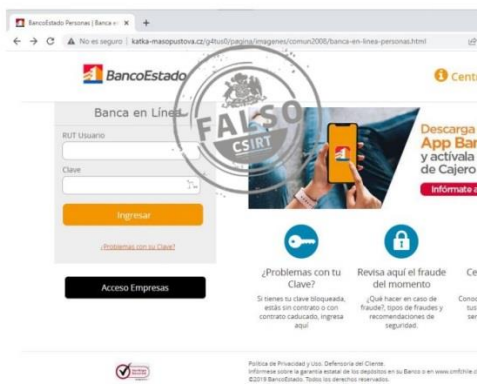 BancoEstado Personas | Banca e
No es seguro | katka-masopustova.cz/g4tus0/pagina/imagenes/comun2008/banca-en-linea-personas.html
BancoEstado
Centr
FALSO
CSIRT
Banca en Línea
RUT Usuario
Clave
Ingresar
¿Problemas con su Clave?
Acceso Empresas
Descarga
App Ban
y actívala
de Cajero
Infórmate a
¿Problemas con tu
Clave?
Si tienes tu clave bloqueada,
estás sin contrato o con
contrato caducado, ingresa
aquí
Revisa aquí el fraude
del momento
¿Qué hacer en caso de
fraude?, tipos de fraudes y
recomendaciones de
seguridad.
Ce
Conoc
tus
ser
Política de Privacidad y Uso. Defensoría del Cliente.
Infórmese sobre la garantía estatal de los depósitos en su Banco o en www.cmfchile.c
©2019 BancoEstado. Todos los derechos reservados.